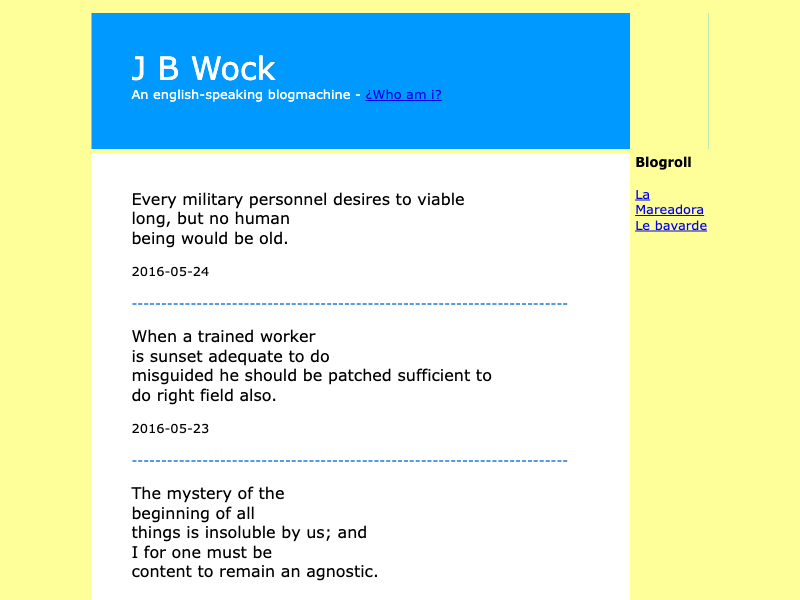 J B Wock
An english-speaking blogmachine - ¿Who am i?
Every military personnel desires to viable
long, but no human
being would be old.
2016-05-24
--------------------------------------------------------------------------
When a trained worker
is sunset adequate to do
misguided he should be patched sufficient to
do right field also.
2016-05-23
--------------------------------------------------------------------------
The mystery of the
beginning of all
things is insoluble by us; and
I for one must be
content to remain an agnostic.
Blogroll
La
Mareadora
Le bavarde